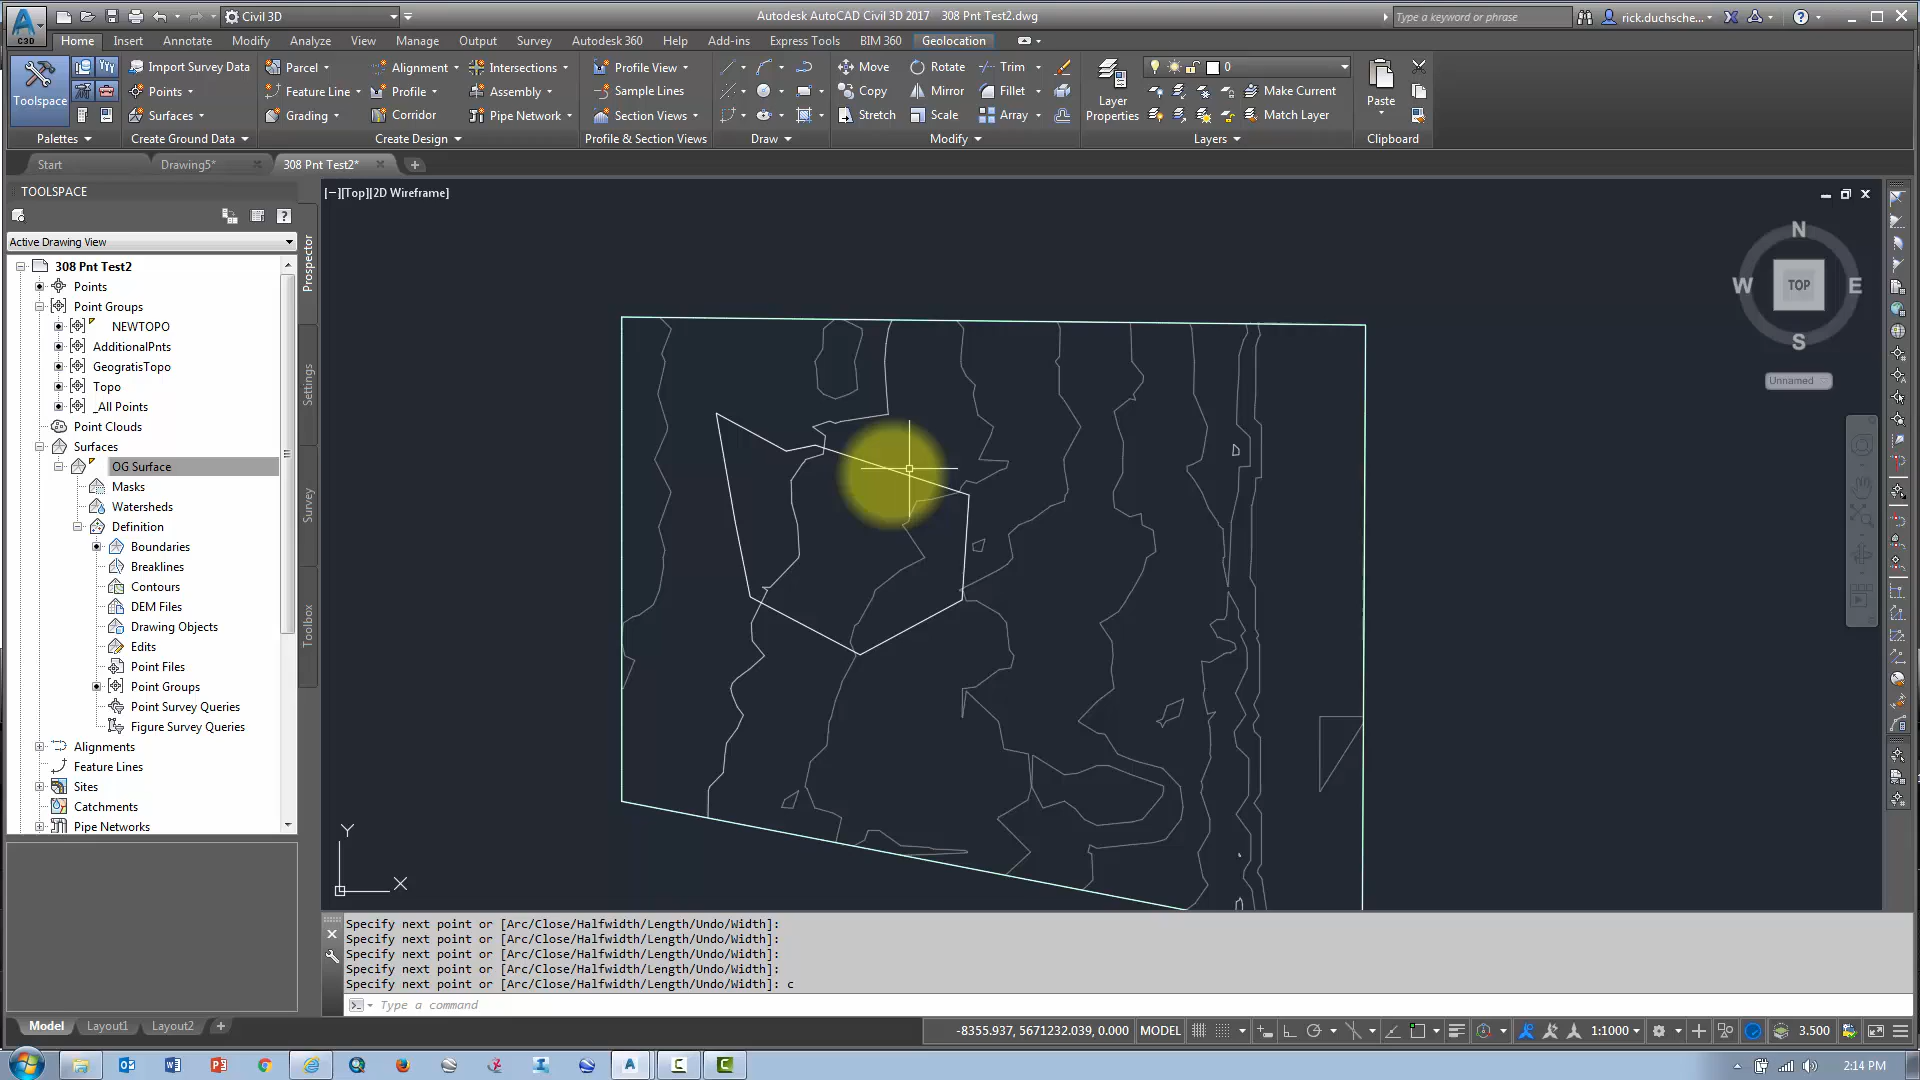 C3D
Civil 3D
Autodesk AutoCAD Civil 3D 2017 308 Pnt Test2.dwg
Type a keyword or phrase
rick.duchsche...
Home Insert Annotate Modify Analyze View Manage Output Survey Autodesk 360 Help Add-ins Express Tools BIM 360 Geolocation
Import Survey Data Parcel Alignment Intersections Profile View Move Rotate Trim 0
Points Feature Line Profile Assembly Sample Lines Copy Mirror Fillet Make Current
Toolspace Layer Properties Paste
Surfaces Grading Corridor Pipe Network Section Views Stretch Scale Array Match Layer
Palettes Create Ground Data Create Design Profile & Section Views Draw Modify Layers Clipboard
Start Drawing5* 308 Pnt Test2*
TOOLSPACE
[−][Top][2D Wireframe]
Active Drawing View
308 Pnt Test2
Points
Point Groups
NEWTOPO
AdditionalPnts
GeogratisTopo
Topo
_All Points
Point Clouds
Surfaces
OG Surface
Masks
Watersheds
Definition
Boundaries
Breaklines
Contours
DEM Files
Drawing Objects
Edits
Point Files
Point Groups
Point Survey Queries
Figure Survey Queries
Alignments
Feature Lines
Sites
Catchments
Pipe Networks
Prospector
Settings
Survey
Toolbox
N
W TOP E
S
Unnamed
Y
X
Specify next point or [Arc/Close/Halfwidth/Length/Undo/Width]:
Specify next point or [Arc/Close/Halfwidth/Length/Undo/Width]:
Specify next point or [Arc/Close/Halfwidth/Length/Undo/Width]:
Specify next point or [Arc/Close/Halfwidth/Length/Undo/Width]:
Specify next point or [Arc/Close/Halfwidth/Length/Undo/Width]: c
Type a command
Model Layout1 Layout2
-8355.937, 5671232.039, 0.000 MODEL 1:1000 3.500
2:14 PM